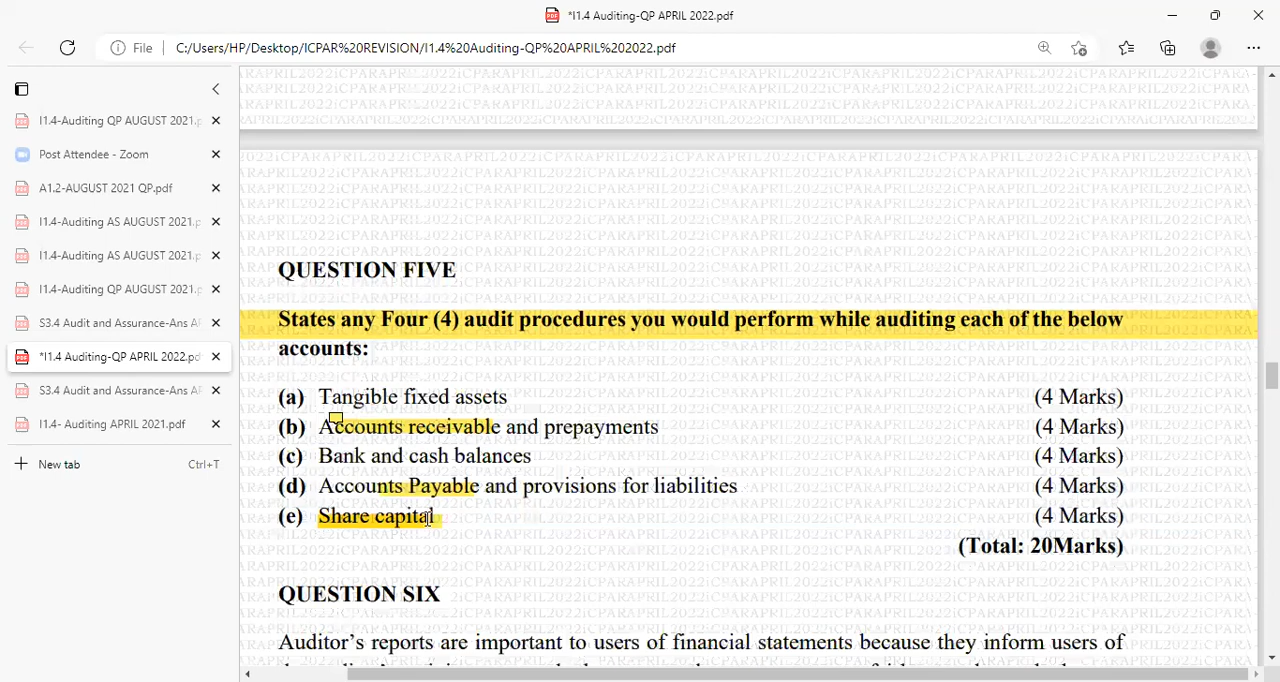 *I1.4 Auditing-QP APRIL 2022.pdf
File
C:/Users/HP/Desktop/ICPAR%20REVISION/I1.4%20Auditing-QP%20APRIL%202022.pdf
I1.4-Auditing QP AUGUST 2021.p
Post Attendee - Zoom
A1.2-AUGUST 2021 QP.pdf
I1.4-Auditing AS AUGUST 2021.p
I1.4-Auditing AS AUGUST 2021.p
I1.4-Auditing QP AUGUST 2021.p
S3.4 Audit and Assurance-Ans AP
*I1.4 Auditing-QP APRIL 2022.pd
S3.4 Audit and Assurance-Ans AP
I1.4- Auditing APRIL 2021.pdf
New tab Ctrl+T
QUESTION FIVE
States any Four (4) audit procedures you would perform while auditing each of the below
accounts:
(a) Tangible fixed assets (4 Marks)
(b) Accounts receivable and prepayments (4 Marks)
(c) Bank and cash balances (4 Marks)
(d) Accounts Payable and provisions for liabilities (4 Marks)
(e) Share capital (4 Marks)
(Total: 20Marks)
QUESTION SIX
Auditor's reports are important to users of financial statements because they inform users of